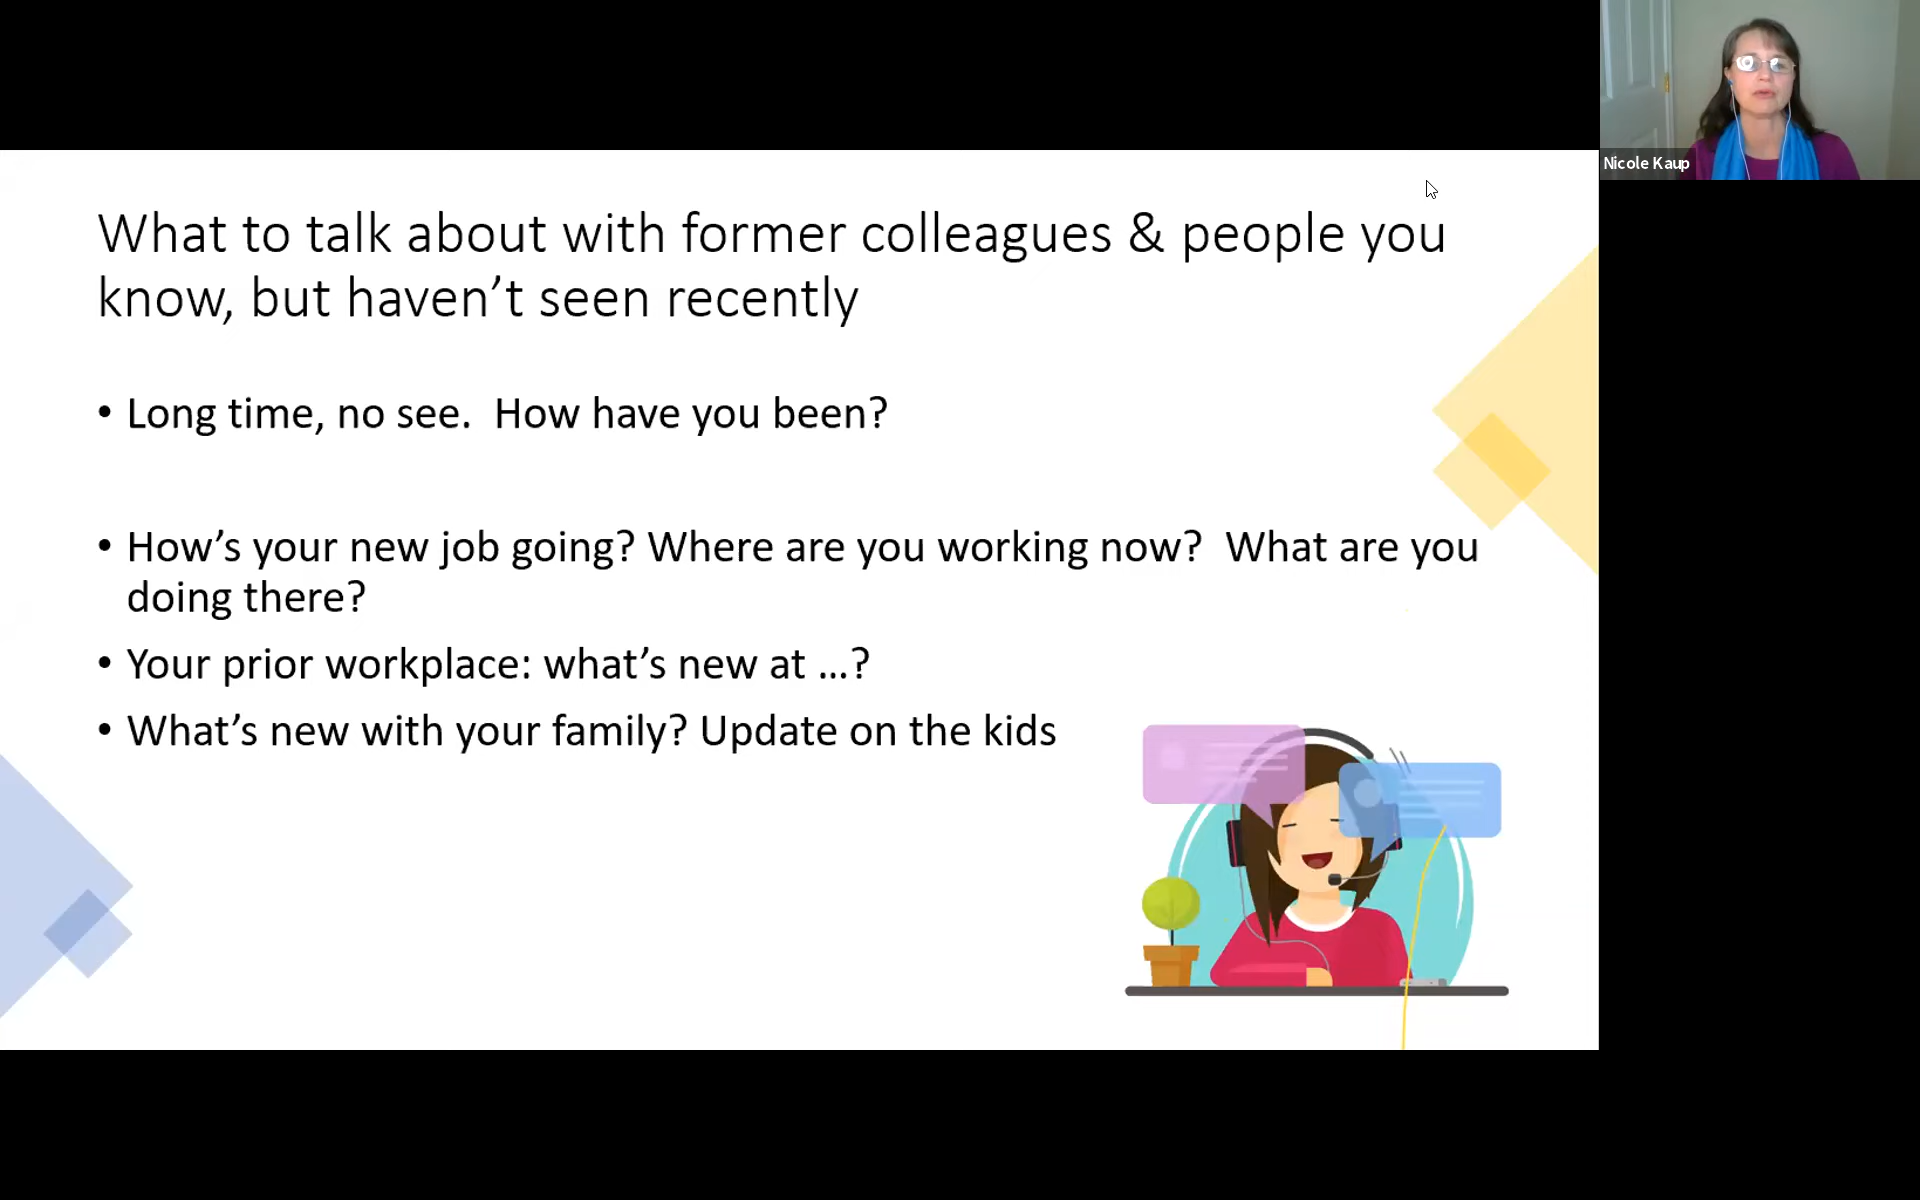 Nicole Kaup
What to talk about with former colleagues & people you
know, but haven’t seen recently
• Long time, no see.  How have you been?
• How’s your new job going? Where are you working now?  What are you
doing there?
• Your prior workplace: what’s new at …?
• What’s new with your family? Update on the kids